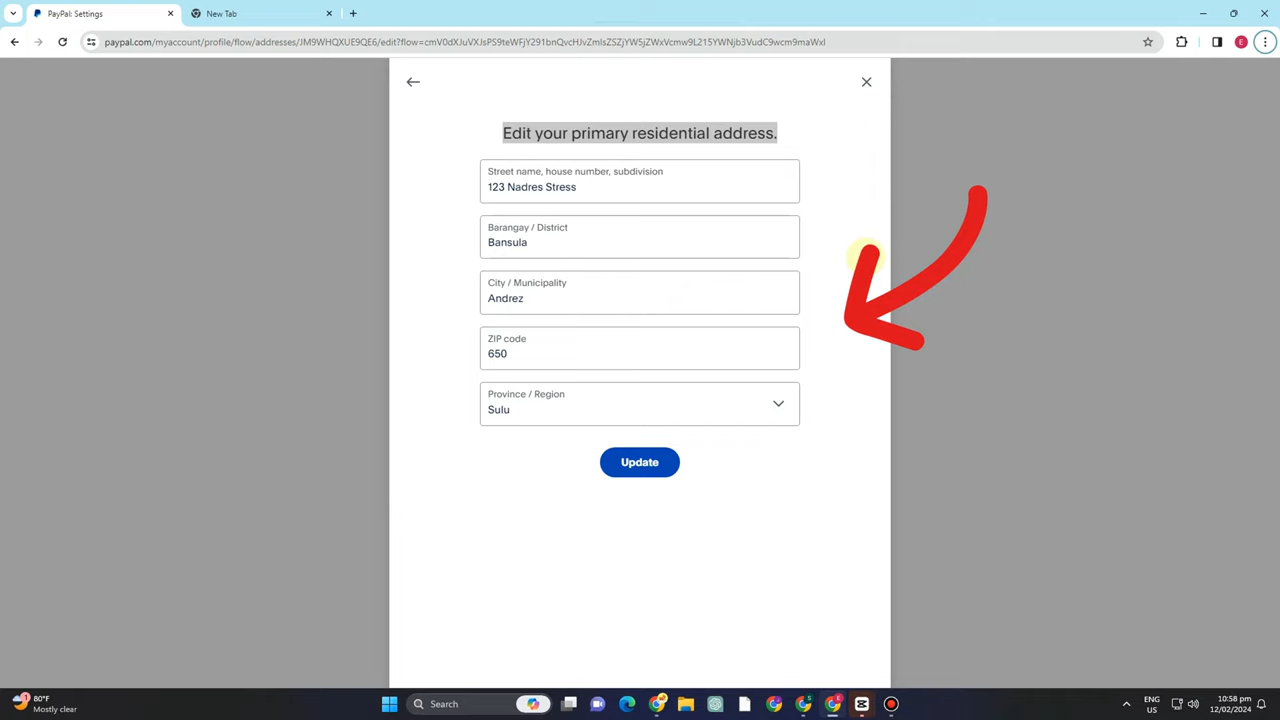 PayPal: Settings
New Tab
paypal.com/myaccount/profile/flow/addresses/JM9WHQXUE9QE6/edit?flow=cmV0dXJuVXJsPS9teWFjY291bnQvcHJvZmlsZSZjYW5jZWxVcmw9L215YWNjb3VudC9wcm9maWxl
E
Edit your primary residential address.
Street name, house number, subdivision
123 Nadres Stress
Barangay / District
Bansula
City / Municipality
Andrez
ZIP code
650
Province / Region
Sulu
Update
1
80°F
Mostly clear
Search
S
E
ENG
US
10:58 pm
12/02/2024